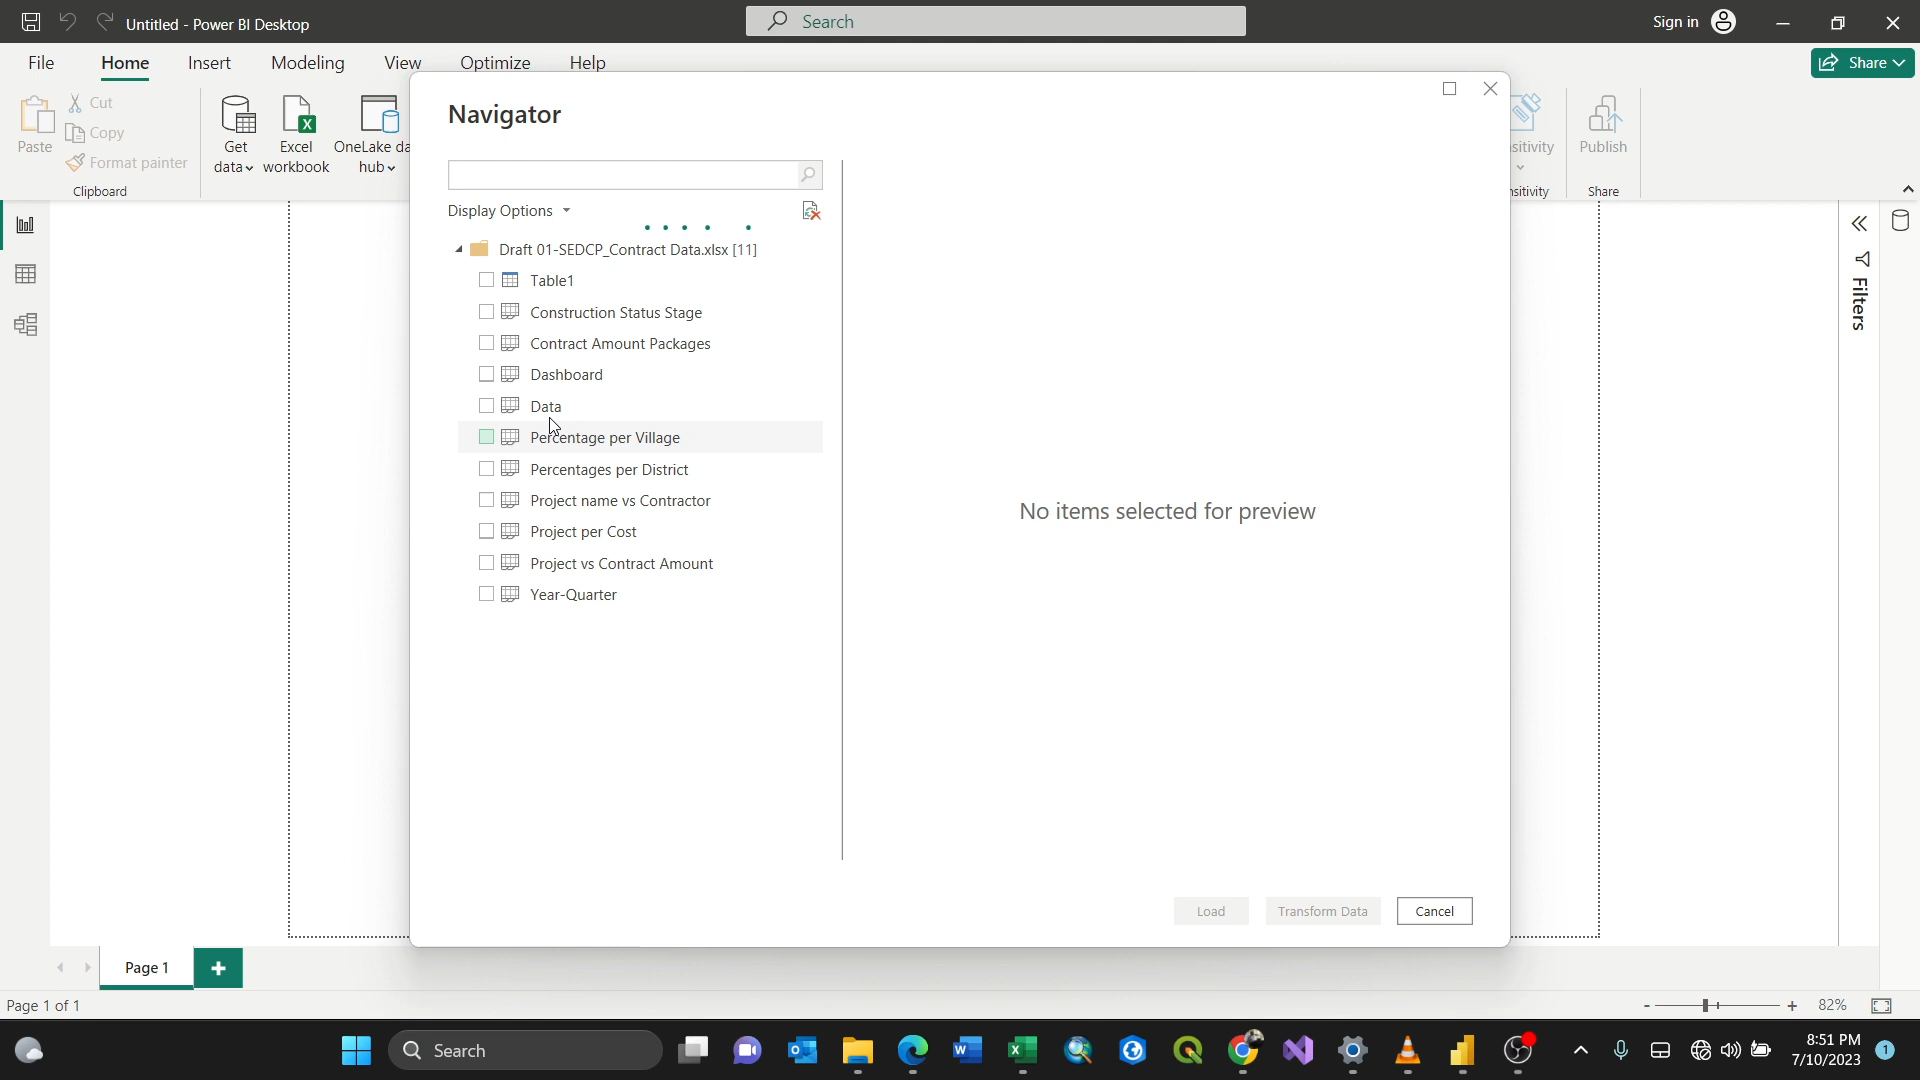 Untitled - Power BI Desktop
Search
Sign in
File
Home
Insert
Modeling
View
Optimize
Help
Share
Paste
Cut
Copy
Format painter
Clipboard
Get
data
Excel
workbook
OneLake da
hub
sitivity
sitivity
Publish
Share
Navigator
Display Options
Draft 01-SEDCP_Contract Data.xlsx [11]
Table1
Construction Status Stage
Contract Amount Packages
Dashboard
Data
Percentage per Village
Percentages per District
Project name vs Contractor
Project per Cost
Project vs Contract Amount
Year-Quarter
No items selected for preview
Load
Transform Data
Cancel
Filters
Page 1
Page 1 of 1
- + 82%
Search
8:51 PM
7/10/2023
1